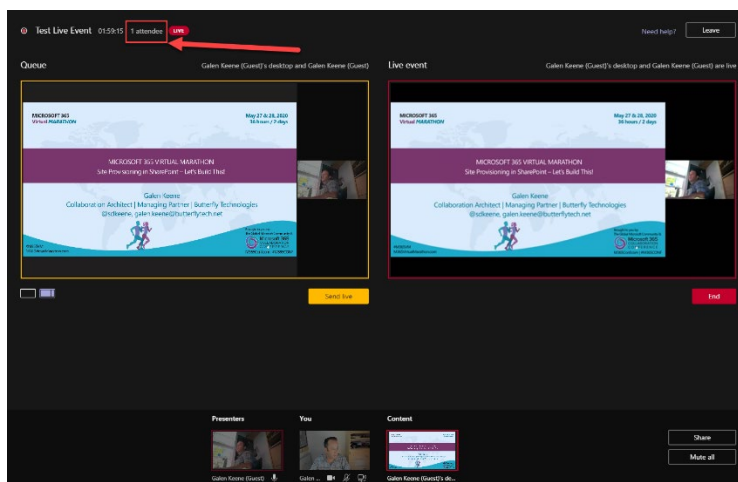 Test Live Event 01:59:15 1 attendee LIVE Need help? Leave
Queue Galen Keene (Guest)'s desktop and Galen Keene (Guest)
Live event Galen Keene (Guest)'s desktop and Galen Keene (Guest) are live
MICROSOFT 365
Virtual MARATHON
May 27 & 28, 2020
36 hours / 2 days
MICROSOFT 365 VIRTUAL MARATHON
Site Provisioning in SharePoint – Let's Build This!
Galen Keene
Collaboration Architect | Managing Partner | Butterfly Technologies
@sdkeene, galen.keene@butterflytech.net
MICROSOFT 365
Virtual MARATHON
May 27 & 28, 2020
36 hours / 2 days
MICROSOFT 365 VIRTUAL MARATHON
Site Provisioning in SharePoint – Let's Build This!
Galen Keene
Collaboration Architect | Managing Partner | Butterfly Technologies
@sdkeene, galen.keene@butterflytech.net
Send live
End
Presenters You Content
Share
Mute all
Galen Keene (Guest) Galen ... Galen Keene (Guest)'s de...